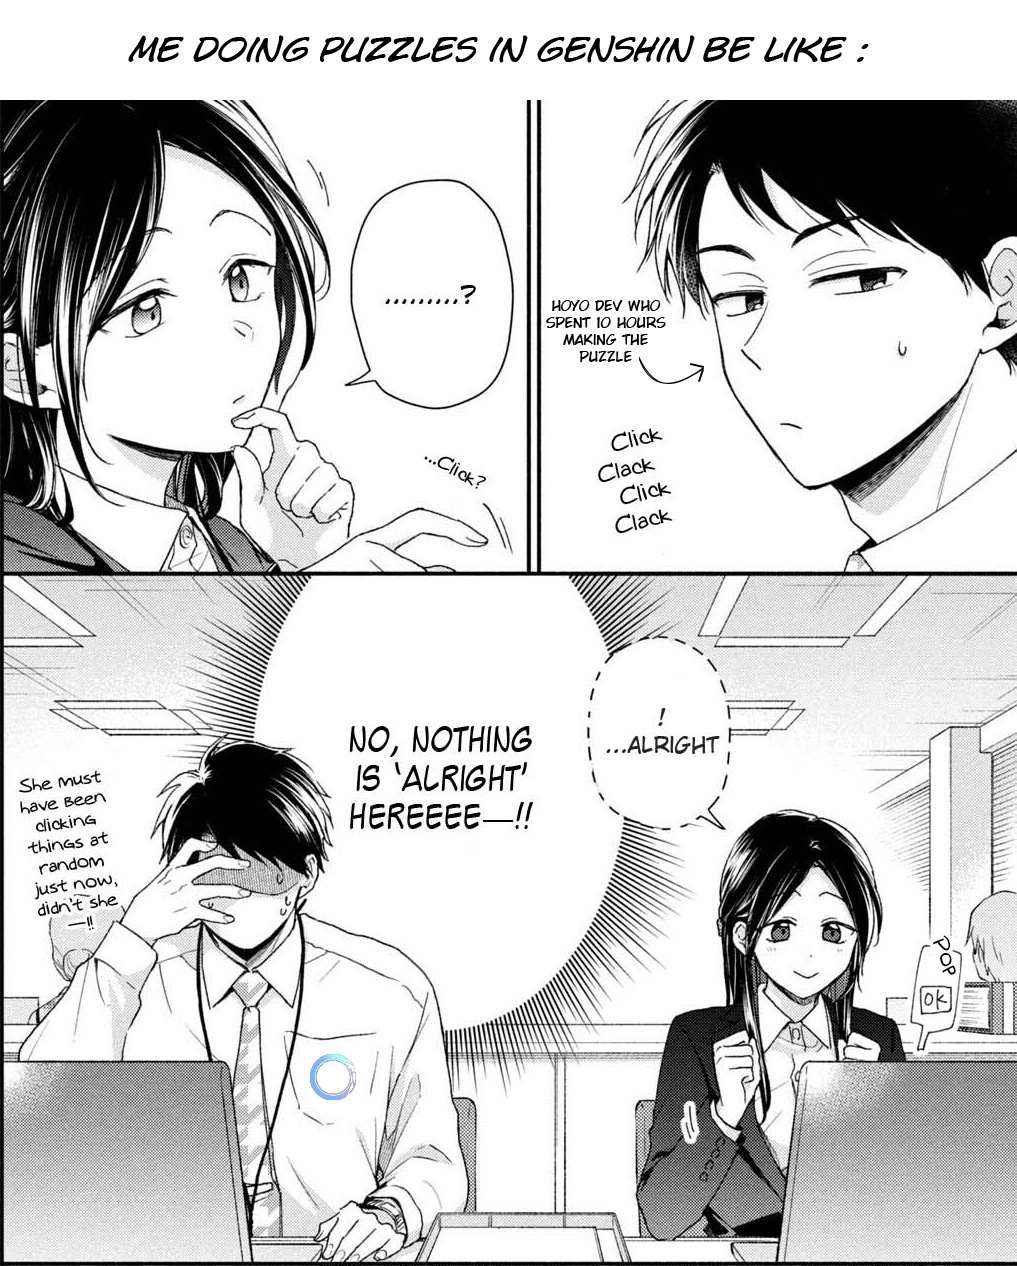 ME DOING PUZZLES IN GENSHIN BE LIKE :
.........?
...Click?
HOYO DEV WHO
SPENT 10 HOURS
MAKING THE
PUZZLE
Click
Clack
Click
Clack
!
...ALRIGHT
NO, NOTHING
IS ‘ALRIGHT’
HEREEEE—!!
She must
have been
clicking
things at
random
just now,
didn't she
—!!
POP
OK